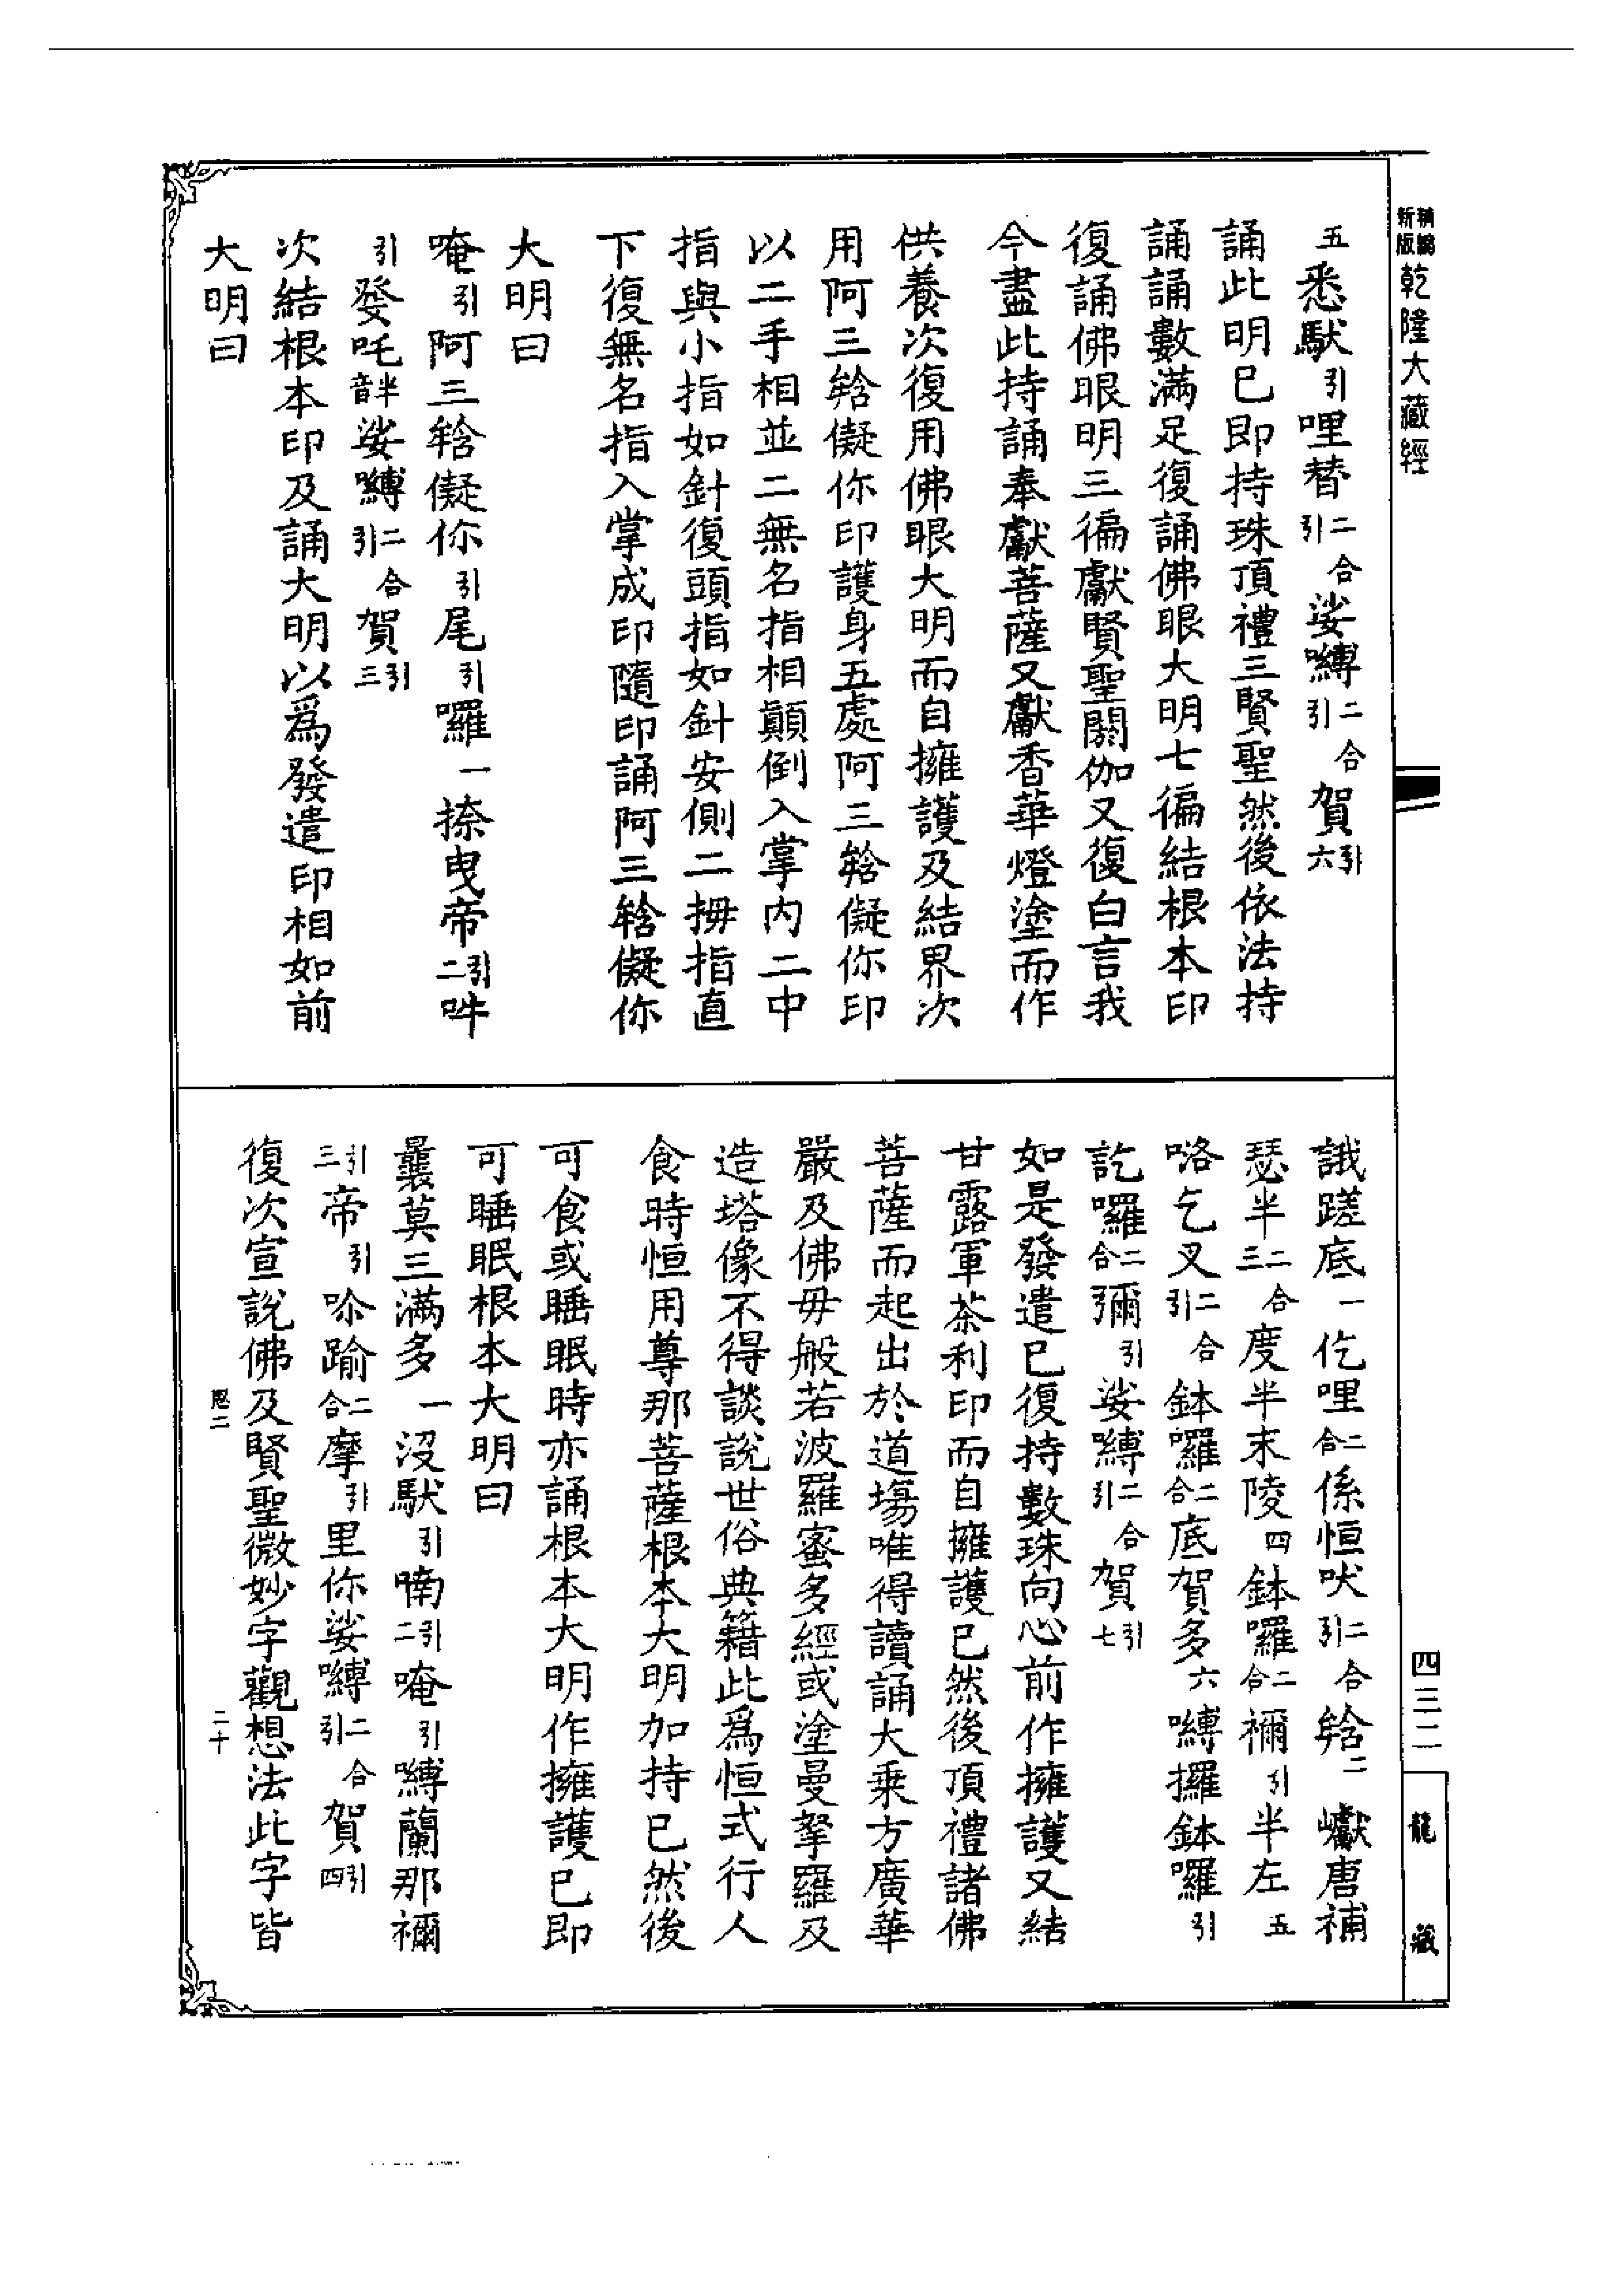 新版精編
乾隆大藏經
五悉馱引哩替二合引娑嚩二合引賀引六
誦此明已即持珠頂禮三賢聖然後依法持
誦誦數滿足復誦佛眼大明七徧結根本印
復誦佛眼明三徧獻賢聖閼伽又復白言我
今盡此持誦奉獻菩薩又獻香華燈塗而作
供養次復用佛眼大明而自擁護及結界次
用阿三䶎儗你印護身五處阿三䶎儗你印
以二手相並二無名指相顛倒入掌內二中
指與小指如針復頭指如針安側二拇指直
下復無名指入掌成印隨印誦阿三䶎儗你
大明曰
唵引阿三䶎儗你引尾引囉一捺曳帝引二吽
引發吒半音娑嚩二合引賀引三
次結根本印及誦大明以為發遣印相如前
大明曰
誐蹉底一仡哩二合係恒吠二合引䶎二巘唐補
瑟半二合三度半末陵四鉢囉二合禰引半左五
咯乞叉二合引鉢囉二合底賀多六嚩攞鉢囉引
訖囉二合彌引娑嚩二合引賀引七
如是發遣已復持數珠向心前作擁護又結
甘露軍荼利印而自擁護已然後頂禮諸佛
菩薩而起出於道場唯得讀誦大乘方廣華
嚴及佛母般若波羅蜜多經或塗曼拏羅及
造塔像不得談說世俗典籍此為恒式行人
食時恒用尊那菩薩根本大明加持已然後
可食或睡眠時亦誦根本大明作擁護已即
可睡眠根本大明曰
曩莫三滿多一沒馱引喃引二唵引嚩蘭那禰
引三帝引吩踰二合摩引里你娑嚩二合引賀引四
復次宣說佛及賢聖微妙字觀想法此字皆
二
二十
四三二
龍藏